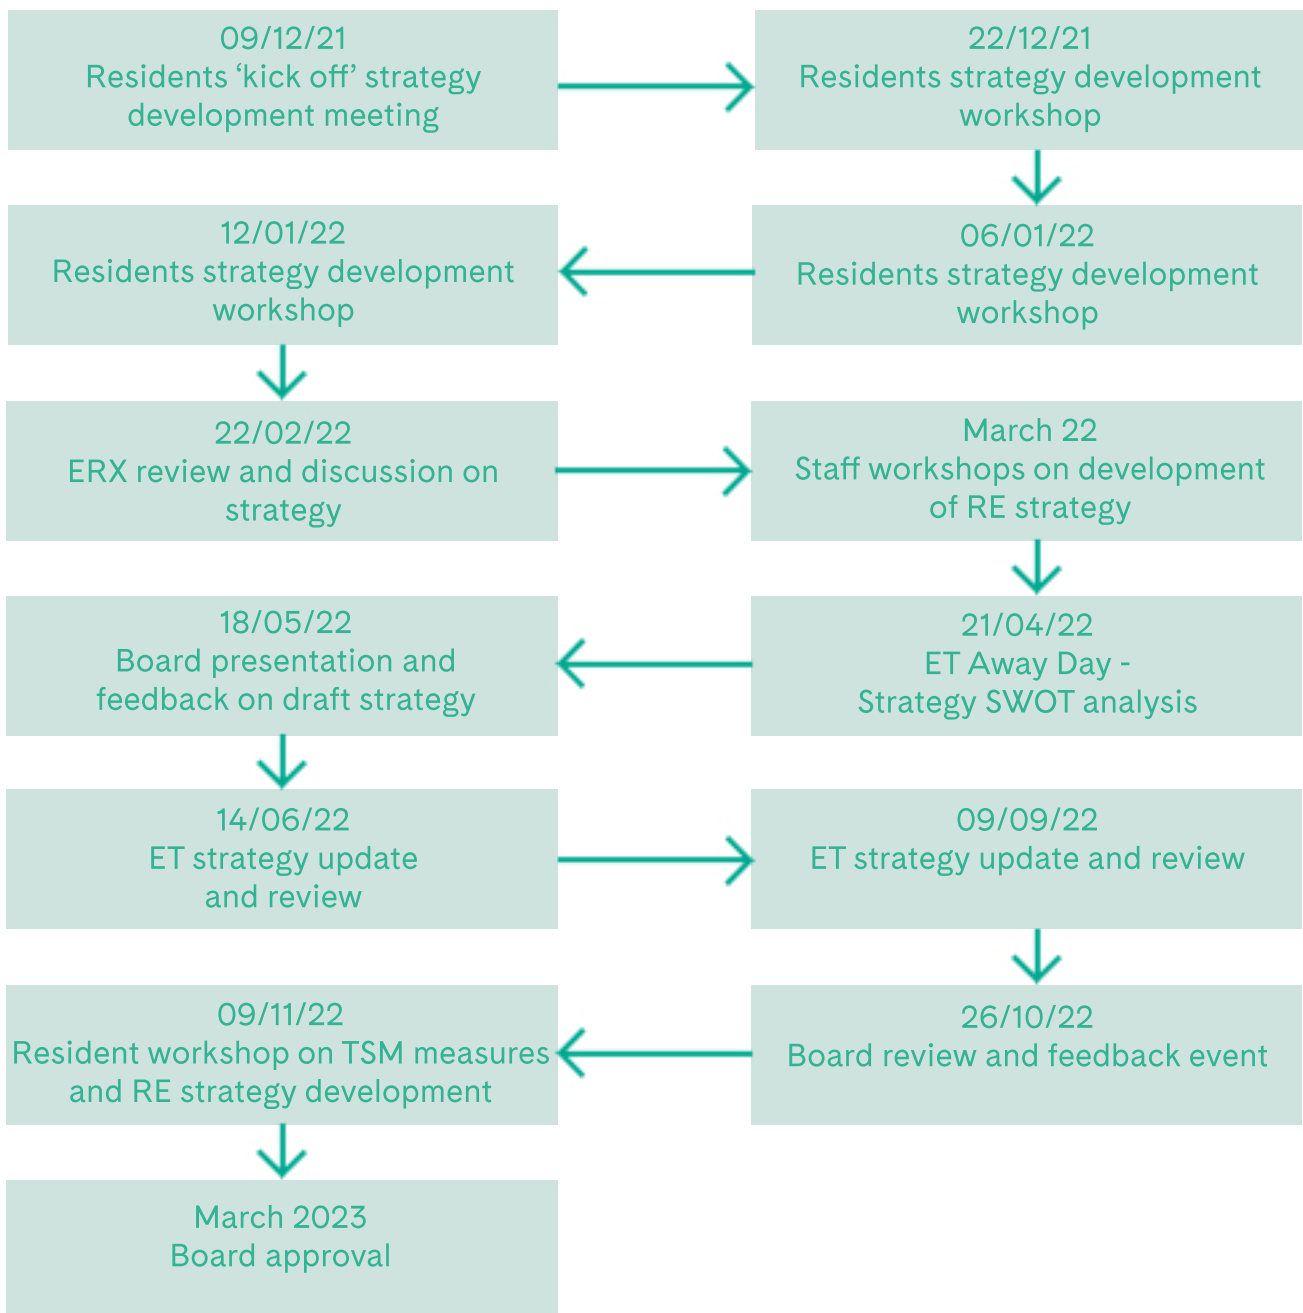 09/12/21
Residents ‘kick off’ strategy
development meeting
22/12/21
Residents strategy development
workshop
06/01/22
Residents strategy development
workshop
12/01/22
Residents strategy development
workshop
22/02/22
ERX review and discussion on
strategy
March 22
Staff workshops on development
of RE strategy
21/04/22
ET Away Day -
Strategy SWOT analysis
18/05/22
Board presentation and
feedback on draft strategy
14/06/22
ET strategy update
and review
09/09/22
ET strategy update and review
26/10/22
Board review and feedback event
09/11/22
Resident workshop on TSM measures
and RE strategy development
March 2023
Board approval